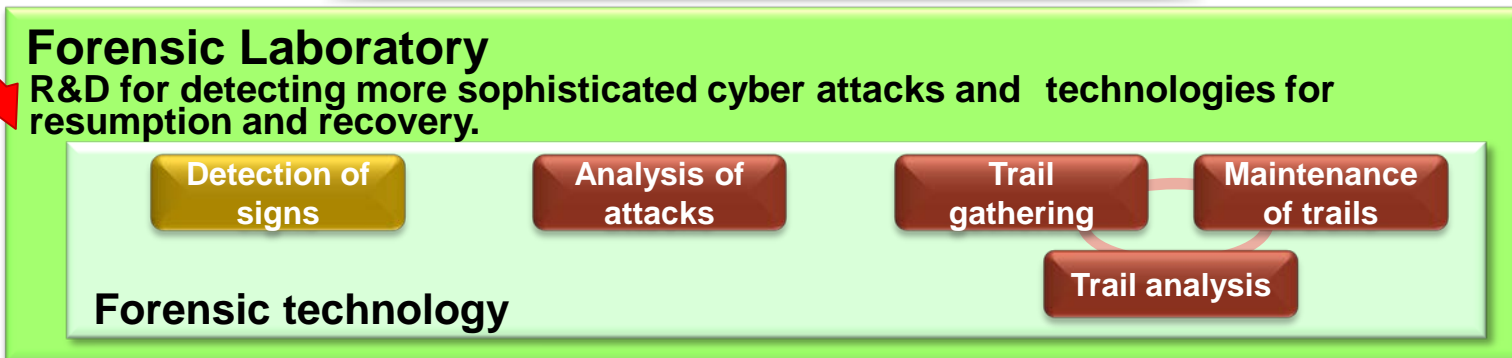 Forensic Laboratory
R&D for detecting more sophisticated cyber attacks and technologies for
resumption and recovery.
Detection of
signs
Analysis of
attacks
Trail
gathering
Maintenance
of trails
Trail analysis
Forensic technology